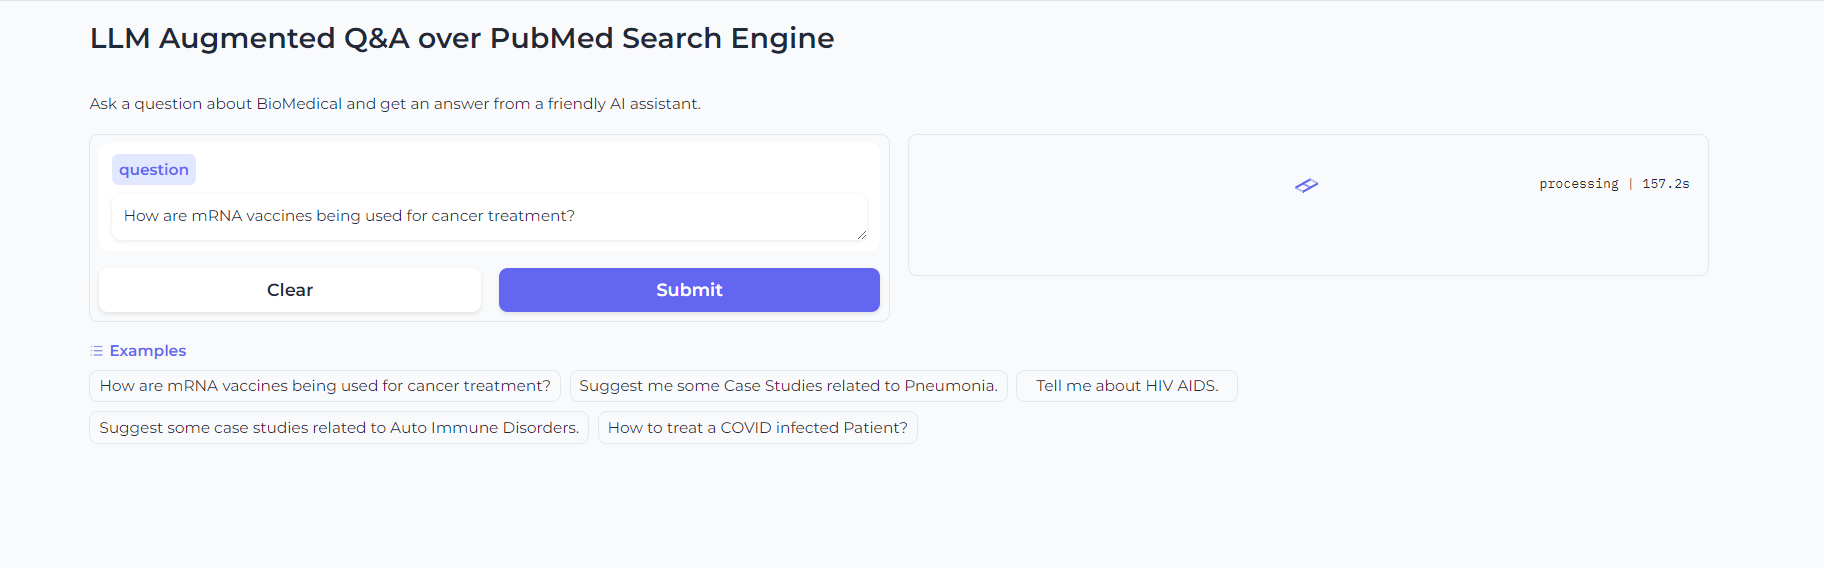 LLM Augmented Q&A over PubMed Search Engine
Ask a question about BioMedical and get an answer from a friendly AI assistant.
question
How are mRNA vaccines being used for cancer treatment?
Clear
Submit
processing | 157.2s
Examples
How are mRNA vaccines being used for cancer treatment?
Suggest me some Case Studies related to Pneumonia.
Tell me about HIV AIDS.
Suggest some case studies related to Auto Immune Disorders.
How to treat a COVID infected Patient?